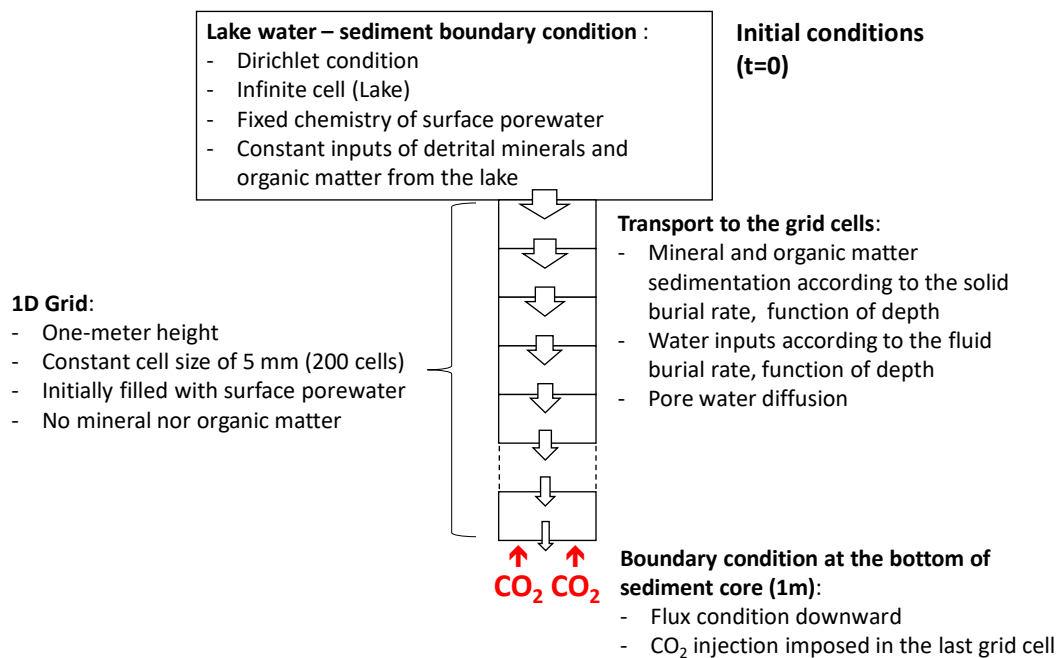 Lake water – sediment boundary condition :
- Dirichlet condition
- Infinite cell (Lake)
- Fixed chemistry of surface porewater
- Constant inputs of detrital minerals and
organic matter from the lake
Initial conditions
(t=0)
Transport to the grid cells:
- Mineral and organic matter
sedimentation according to the solid
burial rate, function of depth
- Water inputs according to the fluid
burial rate, function of depth
- Pore water diffusion
1D Grid:
- One-meter height
- Constant cell size of 5 mm (200 cells)
- Initially filled with surface porewater
- No mineral nor organic matter
CO₂ CO₂
Boundary condition at the bottom of
sediment core (1m):
- Flux condition downward
- CO₂ injection imposed in the last grid cell